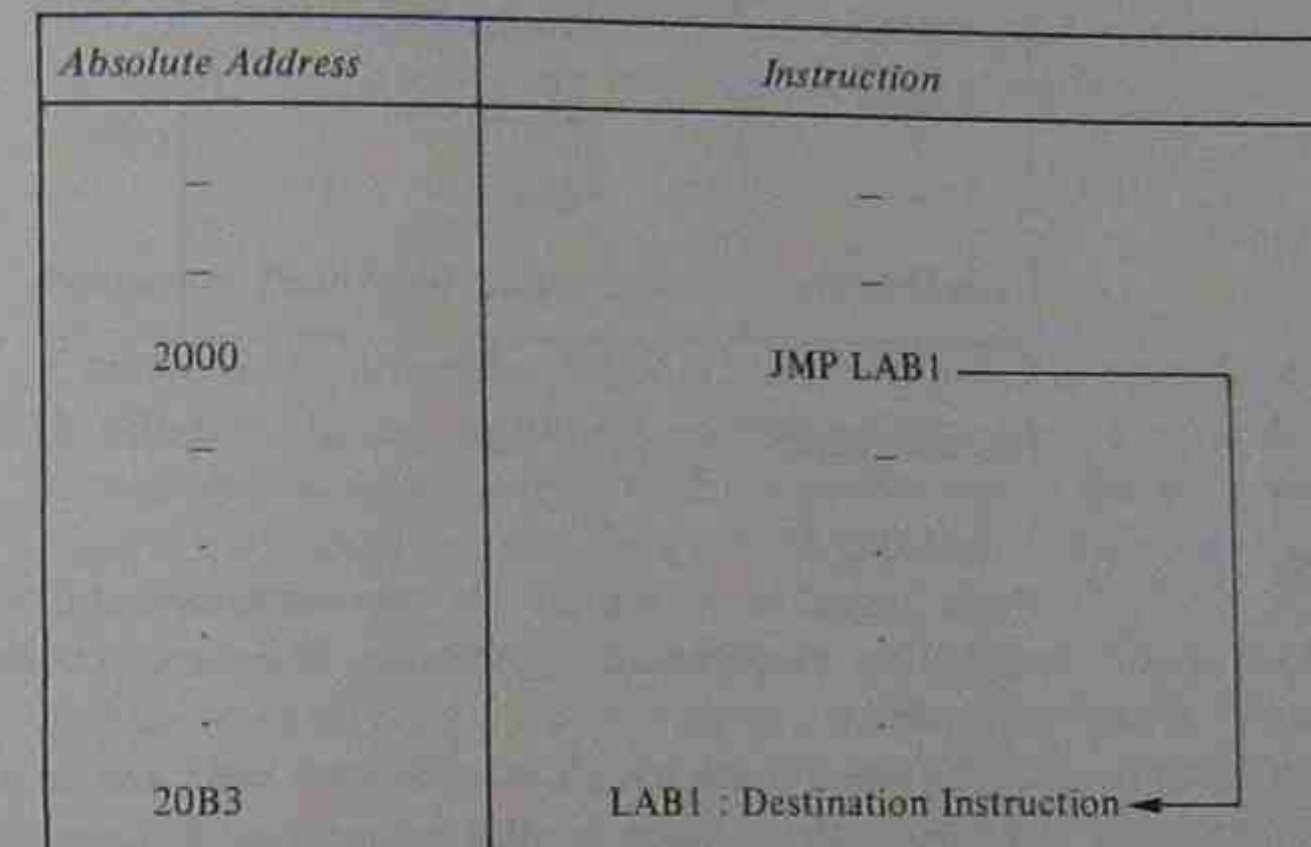 Absolute Address Instruction
— —
— —
2000 JMP LAB1
— —
. .
. .
. .
20B3 LAB1 : Destination Instruction